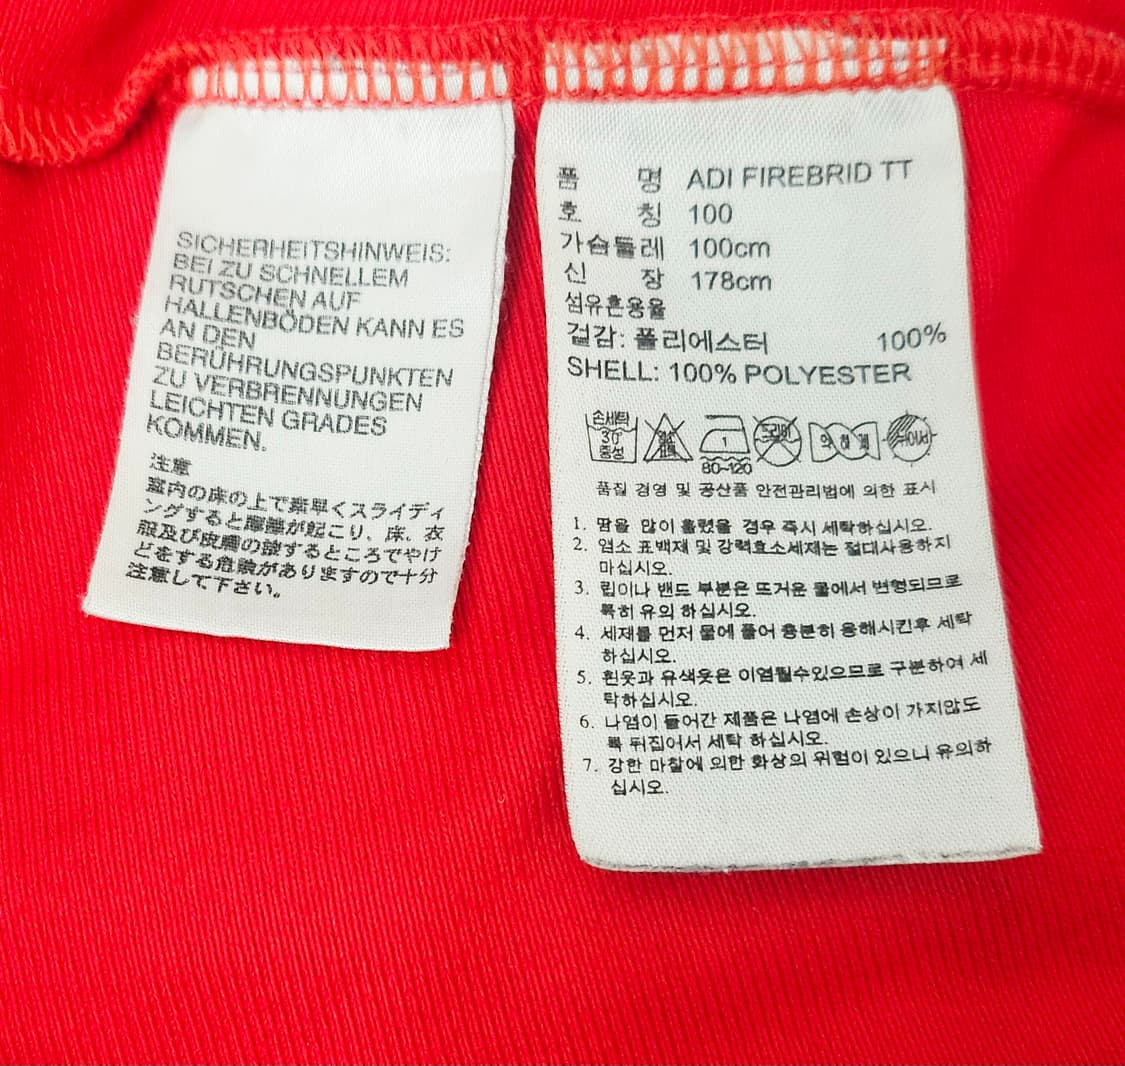 SICHERHEITSHINWEIS:
BEI ZU SCHNELLEM
RUTSCHEN AUF
HALLENBÖDEN KANN ES
AN DEN
BERÜHRUNGSPUNKTEN
ZU VERBRENNUNGEN
LEICHTEN GRADES
KOMMEN.
注意
室内の床の上で素早くスライディ
ングすると摩擦が起こり、床、衣
服及び皮膚の接するところでやけ
どをする危険がありますので十分
注意して下さい。
품 명 ADI FIREBRID TT
호 칭 100
가슴둘레 100cm
신 장 178cm
섬유혼용율
겉감: 폴리에스터 100%
SHELL: 100% POLYESTER
손세탁
30
중성
1
80~120
품질 경영 및 공산품 안전관리법에 의한 표시
1. 땀을 많이 흘렸을 경우 즉시 세탁하십시오.
2. 염소 표백제 및 강력효소세제는 절대사용하지
마십시오.
3. 립이나 밴드 부분은 뜨거운 물에서 변형되므로
특히 유의 하십시오.
4. 세제를 먼저 물에 풀어 충분히 용해시킨후 세탁
하십시오.
5. 흰옷과 유색옷은 이염될수있으므로 구분하여 세
탁하십시오.
6. 나염이 들어간 제품은 나염에 손상이 가지않도
록 뒤집어서 세탁 하십시오.
7. 강한 마찰에 의한 화상의 위험이 있으니 유의하
십시오.